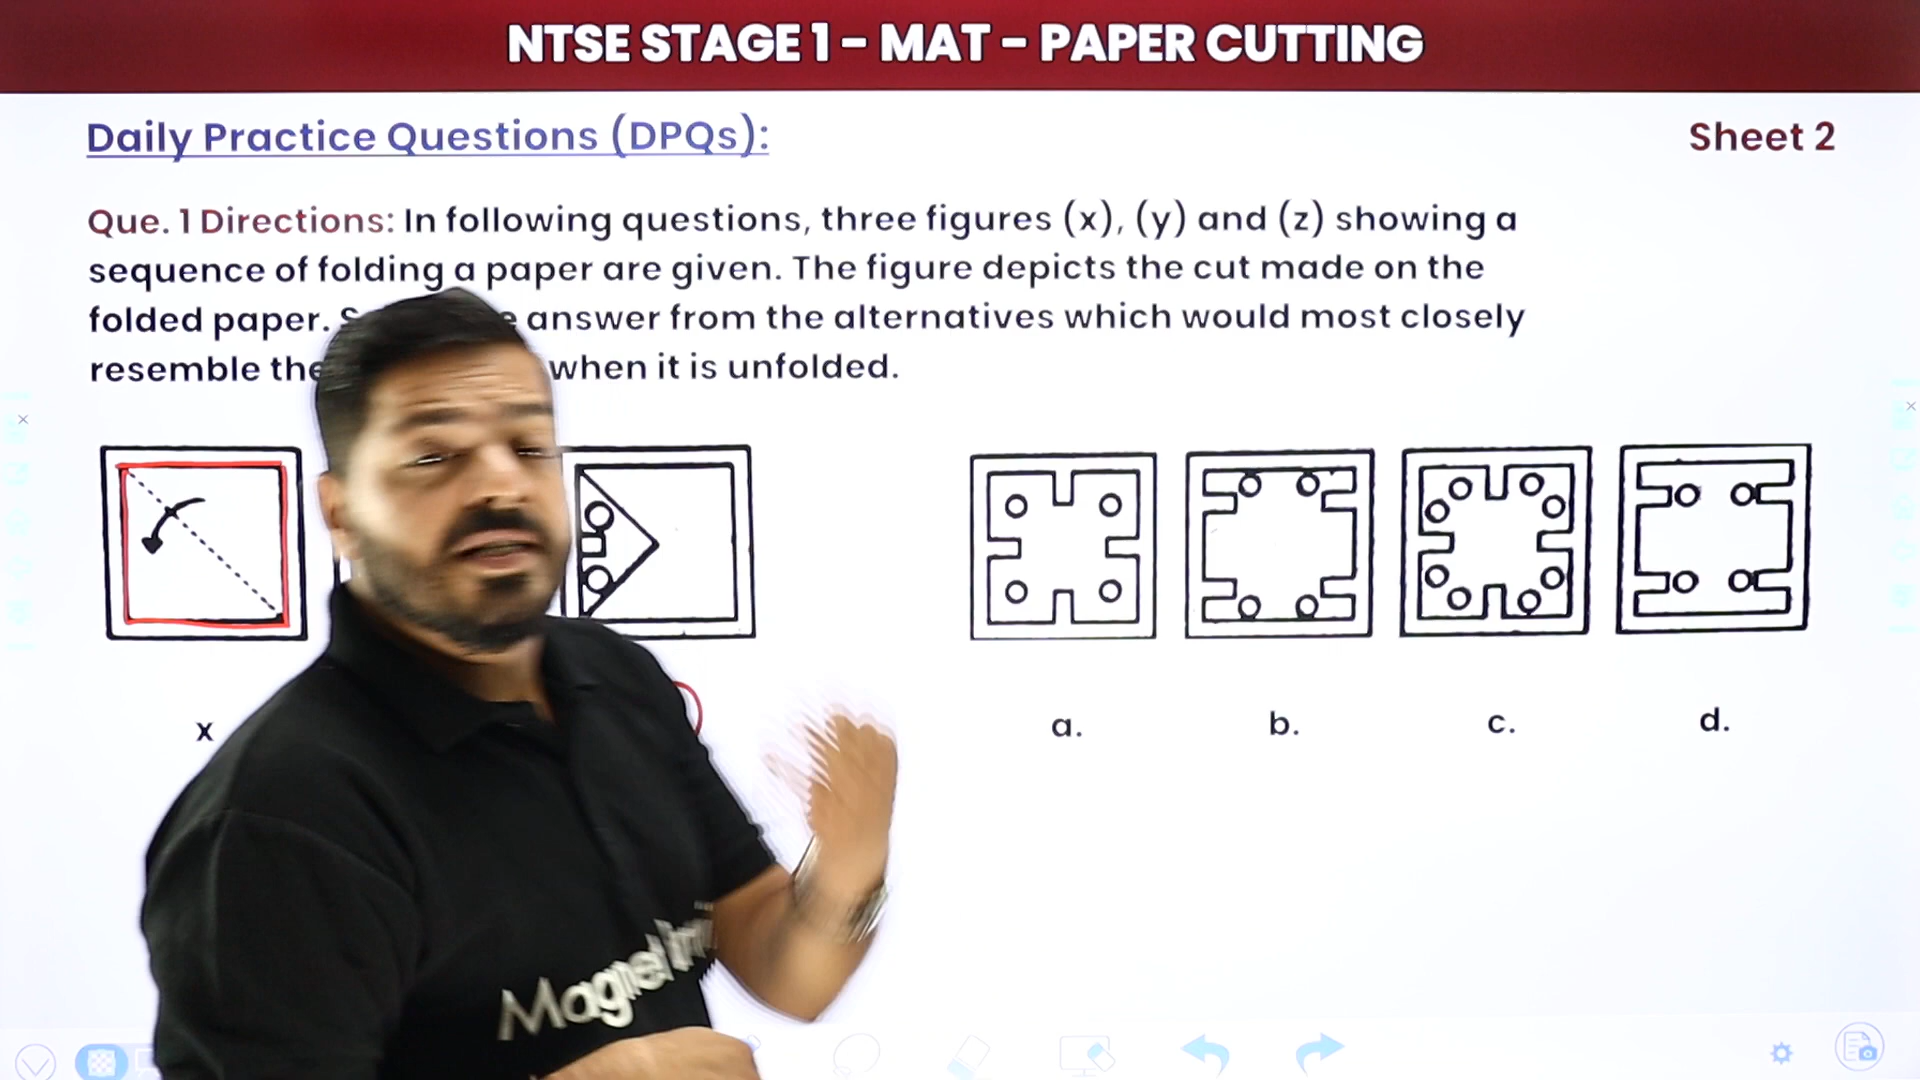 NTSE STAGE 1 - MAT - PAPER CUTTING
Daily Practice Questions (DPQs):
Sheet 2
Que. 1 Directions: In following questions, three figures (x), (y) and (z) showing a
sequence of folding a paper are given. The figure depicts the cut made on the
folded paper. answer from the alternatives which would most closely
resemble the when it is unfolded.
x
a.
b.
c.
d.
Magnet